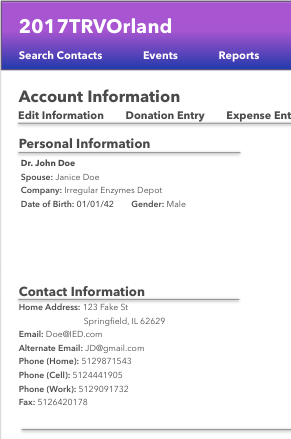 2017TRVOrland
Search Contacts Events Reports
Account Information
Edit Information Donation Entry Expense Ent
Personal Information
Dr. John Doe
Spouse: Janice Doe
Company: Irregular Enzymes Depot
Date of Birth: 01/01/42 Gender: Male
Contact Information
Home Address: 123 Fake St
Springfield, IL 62629
Email: Doe@IED.com
Alternate Email: JD@gmail.com
Phone (Home): 5129871543
Phone (Cell): 5124441905
Phone (Work): 5129091732
Fax: 5126420178